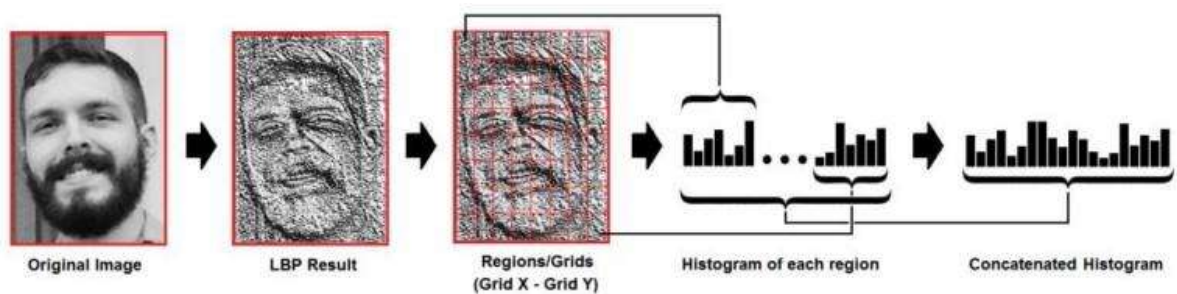 Original Image
LBP Result
Regions/Grids
(Grid X - Grid Y)
Histogram of each region
Concatenated Histogram